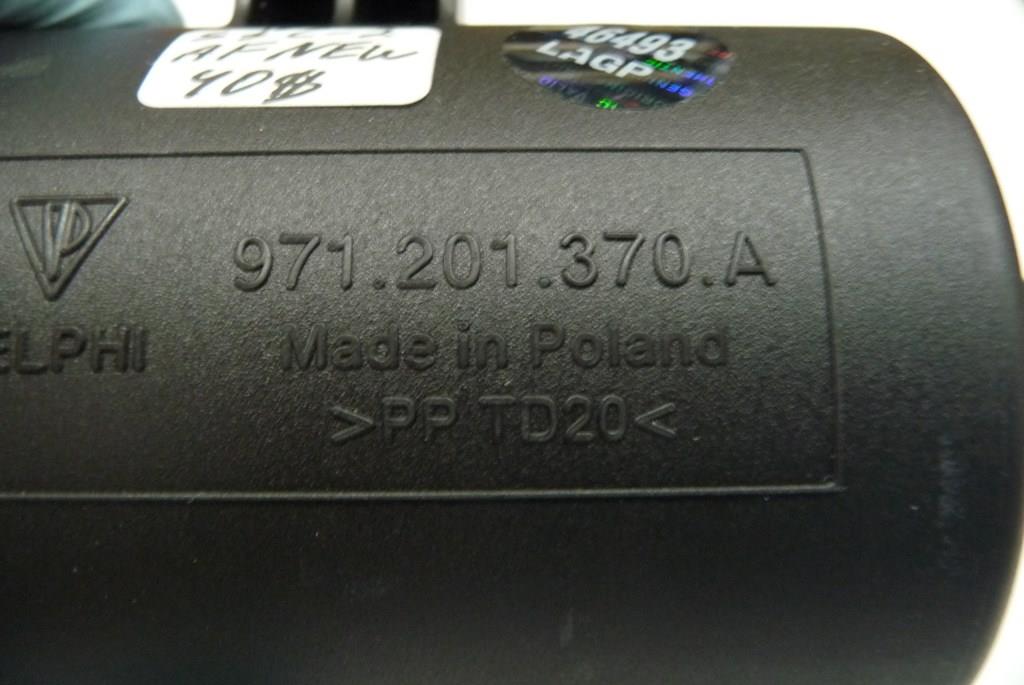 AFNEW
40$
46493
LAGP
971.201.370.A
ELPHI
Made in Poland
>PP TD20<